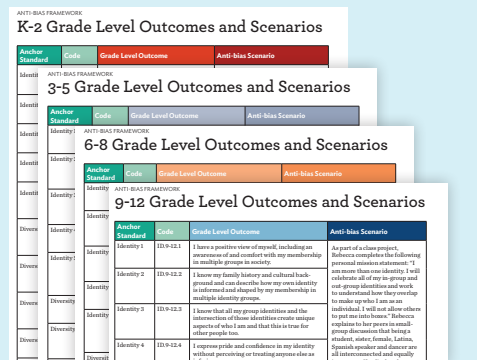 ANTI-BIAS FRAMEWORK
K-2 Grade Level Outcomes and Scenarios
Anchor Standard Code Grade Level Outcome Anti-bias Scenario
ANTI-BIAS FRAMEWORK
3-5 Grade Level Outcomes and Scenarios
Anchor Standard Code Grade Level Outcome Anti-bias Scenario
ANTI-BIAS FRAMEWORK
6-8 Grade Level Outcomes and Scenarios
Anchor Standard Code Grade Level Outcome Anti-bias Scenario
ANTI-BIAS FRAMEWORK
9-12 Grade Level Outcomes and Scenarios
Anchor Standard Code Grade Level Outcome Anti-bias Scenario
Identity 1 ID.9-12.1
I have a positive view of myself, including an
awareness of and comfort with my membership
in multiple groups in society.
Identity 2 ID.9-12.2
I know my family history and cultural back-
ground and can describe how my own identity
is informed and shaped by my membership in
multiple identity groups.
Identity 3 ID.9-12.3
I know that all my group identities and the
intersection of those identities create unique
aspects of who I am and that this is true for
other people too.
Identity 4 ID.9-12.4
I express pride and confidence in my identity
without perceiving or treating anyone else as
As part of a class project,
Rebecca completes the following
personal mission statement: "I
am more than one identity. I will
celebrate all of my in-group and
out-group identities and work
to understand how they overlap
to make up who I am as an
individual. I will not allow others
to put me into boxes." Rebecca
explains to her peers in small-
group discussion that being a
student, sister, female, Latina,
Spanish speaker and dancer are
all interconnected and equally